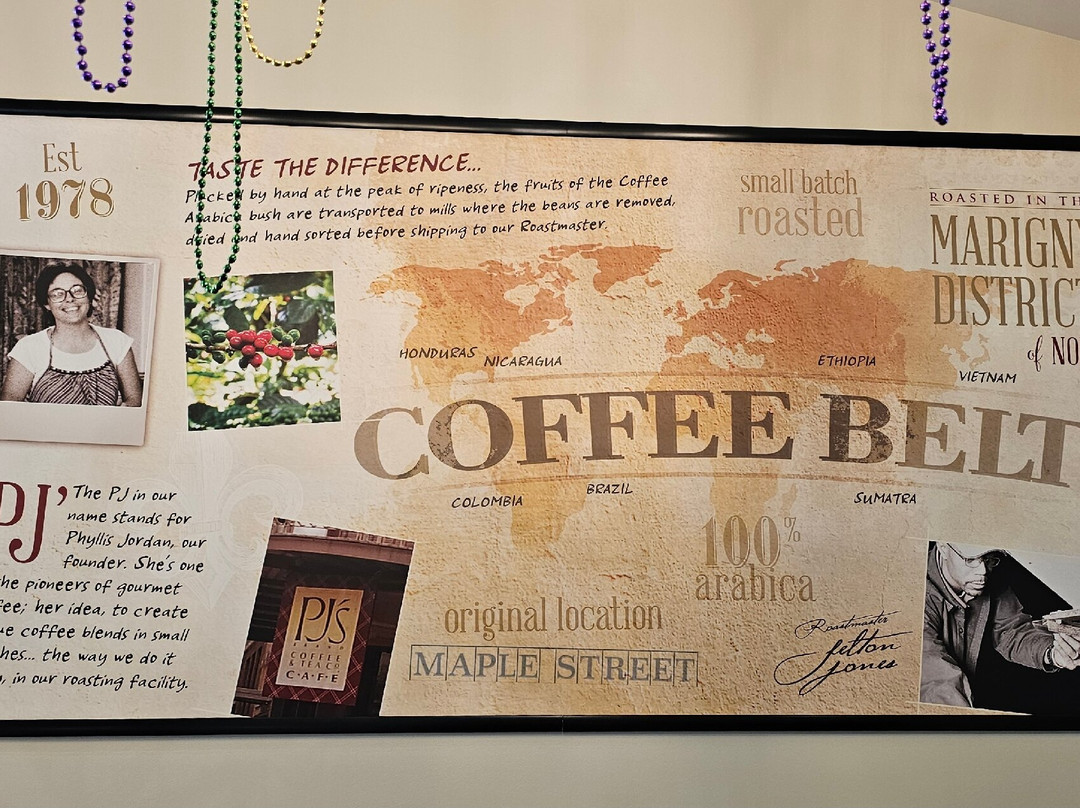 Est
1978
TASTE THE DIFFERENCE...
Plucked by hand at the peak of ripeness, the fruits of the Coffee
Arabica bush are transported to mills where the beans are removed,
dried and hand sorted before shipping to our Roastmaster.
small batch
roasted
ROASTED IN TH
MARIGNY
DISTRICT
of NO
HONDURAS
NICARAGUA
ETHIOPIA
VIETNAM
COFFEE BELT
COLOMBIA
BRAZIL
SUMATRA
100%
arabica
PJ'
The PJ in our
name stands for
Phyllis Jordan, our
founder. She's one
the pioneers of gourmet
fee; her idea, to create
ue coffee blends in small
hes... the way we do it
, in our roasting facility.
PJ's
COFFEE
& TEA CO
CAFE
original location
MAPLE STREET
Roastmaster
felton
jones